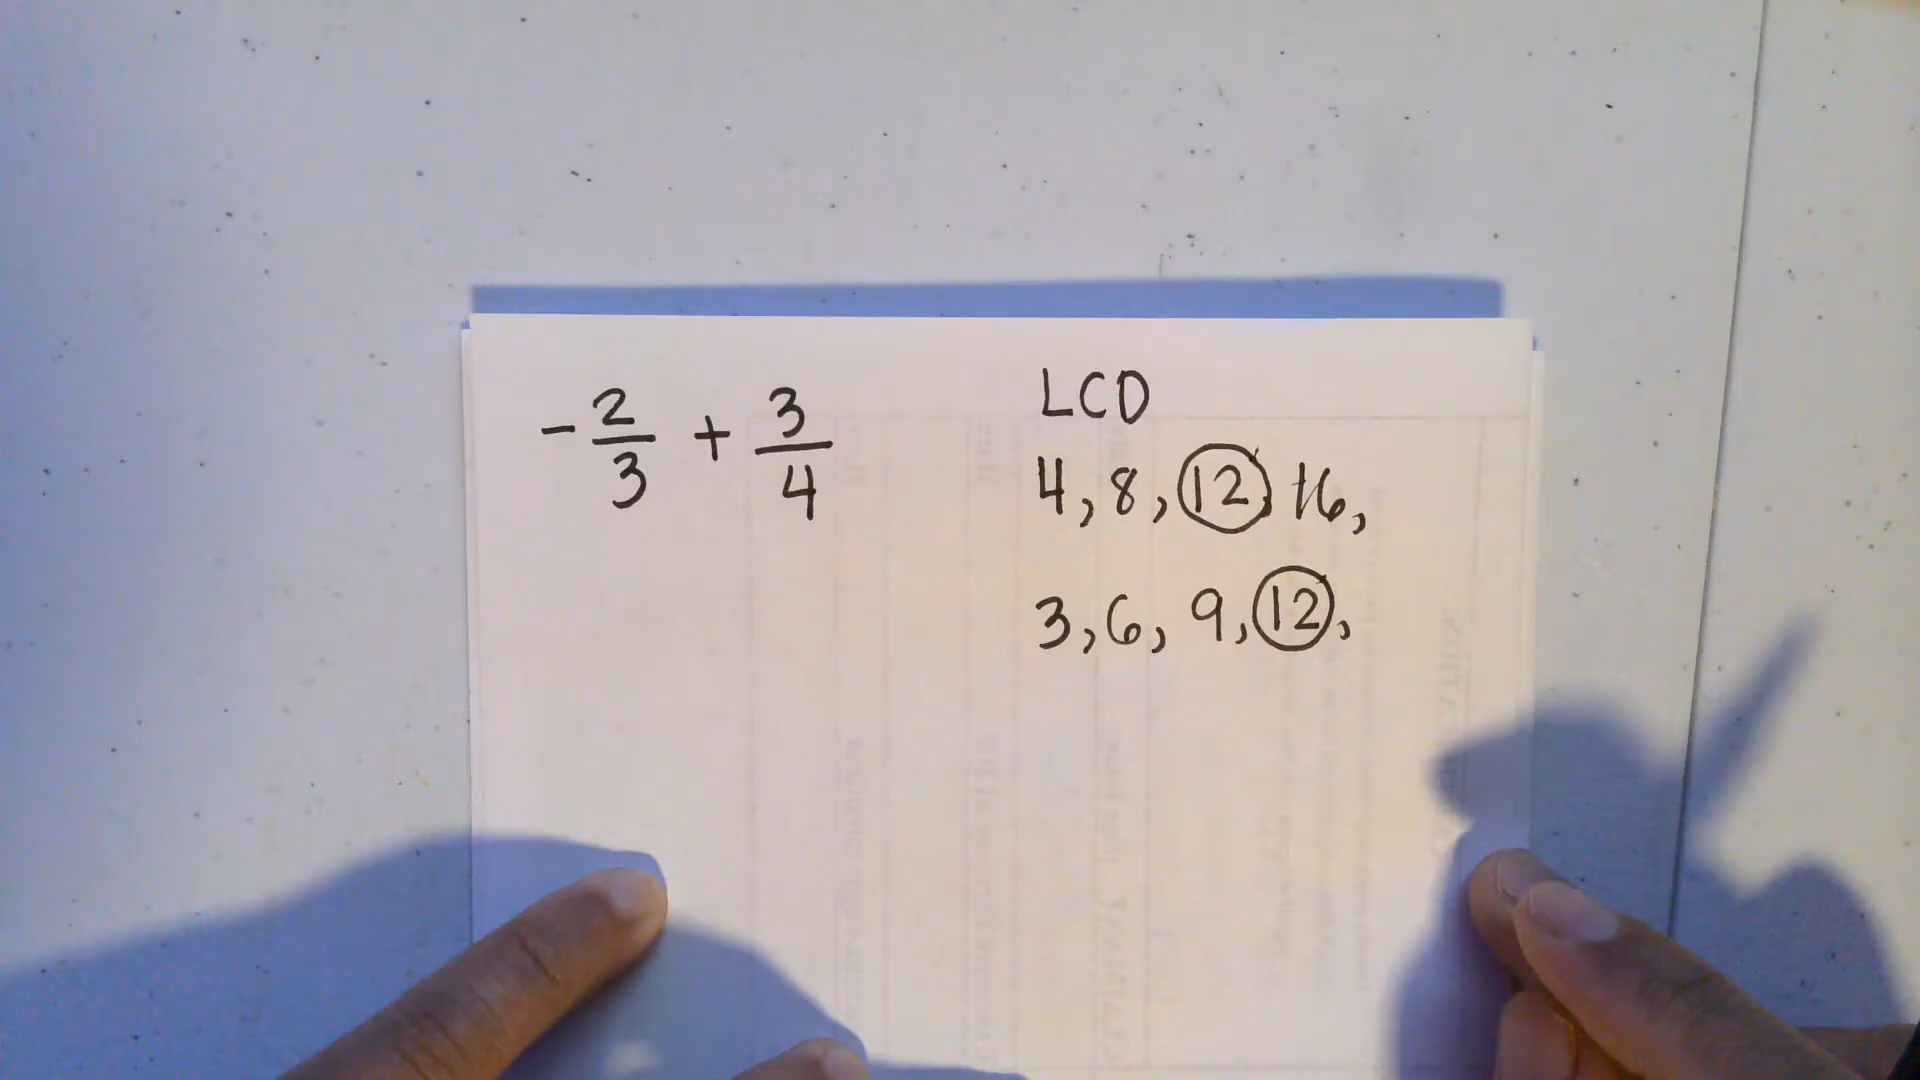 -2/3 + 3/4
LCD
4, 8, 12, 16,
3, 6, 9, 12,